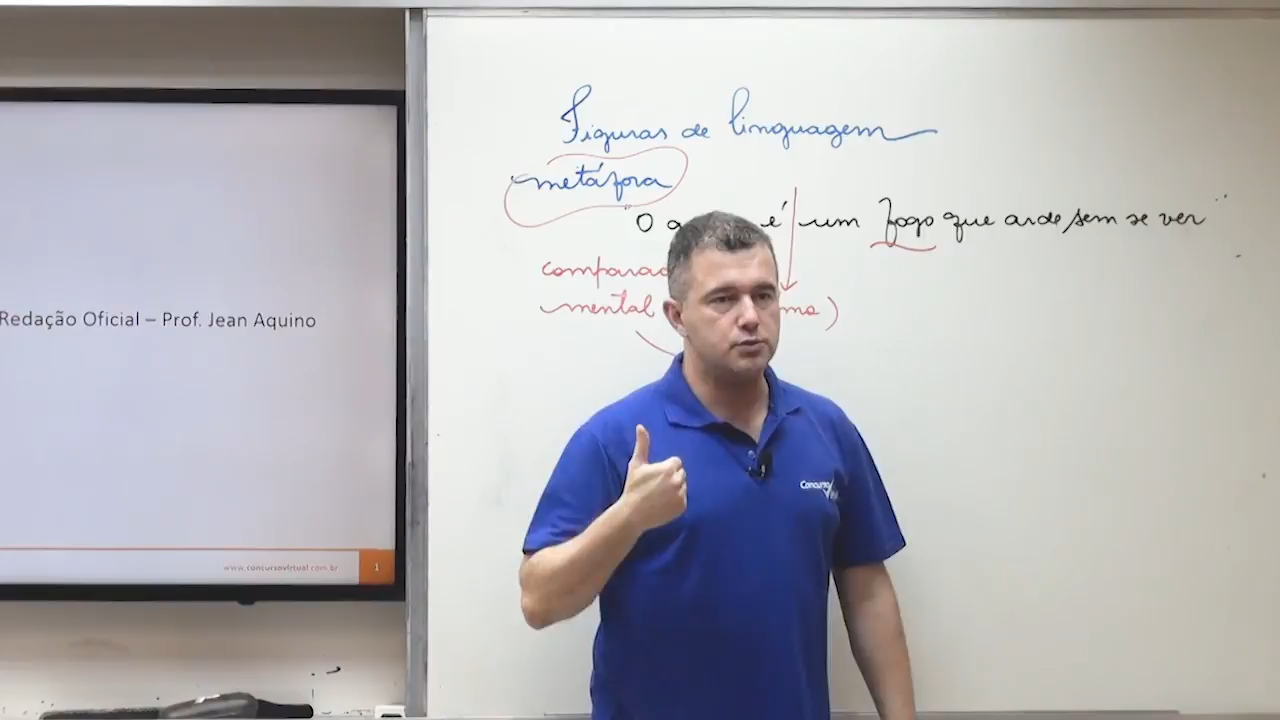 Redação Oficial – Prof. Jean Aquino
www.concursovirtual.com.br
1
Figuras de linguagem
metáfora
"O a é um fogo que arde sem se ver"
comparaç
mental ( ma)
Concurso